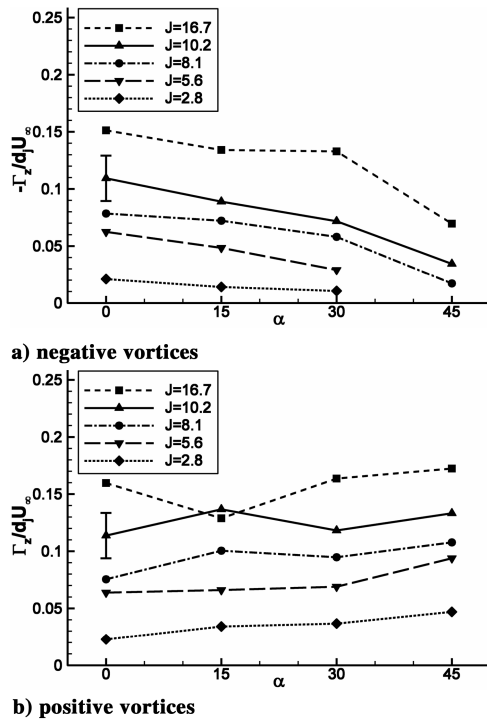 0.25
0.2
0.15
0.1
0.05
0
-Γz/djU∞
J=16.7
J=10.2
J=8.1
J=5.6
J=2.8
0 15 30 45
α
a) negative vortices
0.25
0.2
0.15
0.1
0.05
0
Γz/djU∞
J=16.7
J=10.2
J=8.1
J=5.6
J=2.8
0 15 30 45
α
b) positive vortices